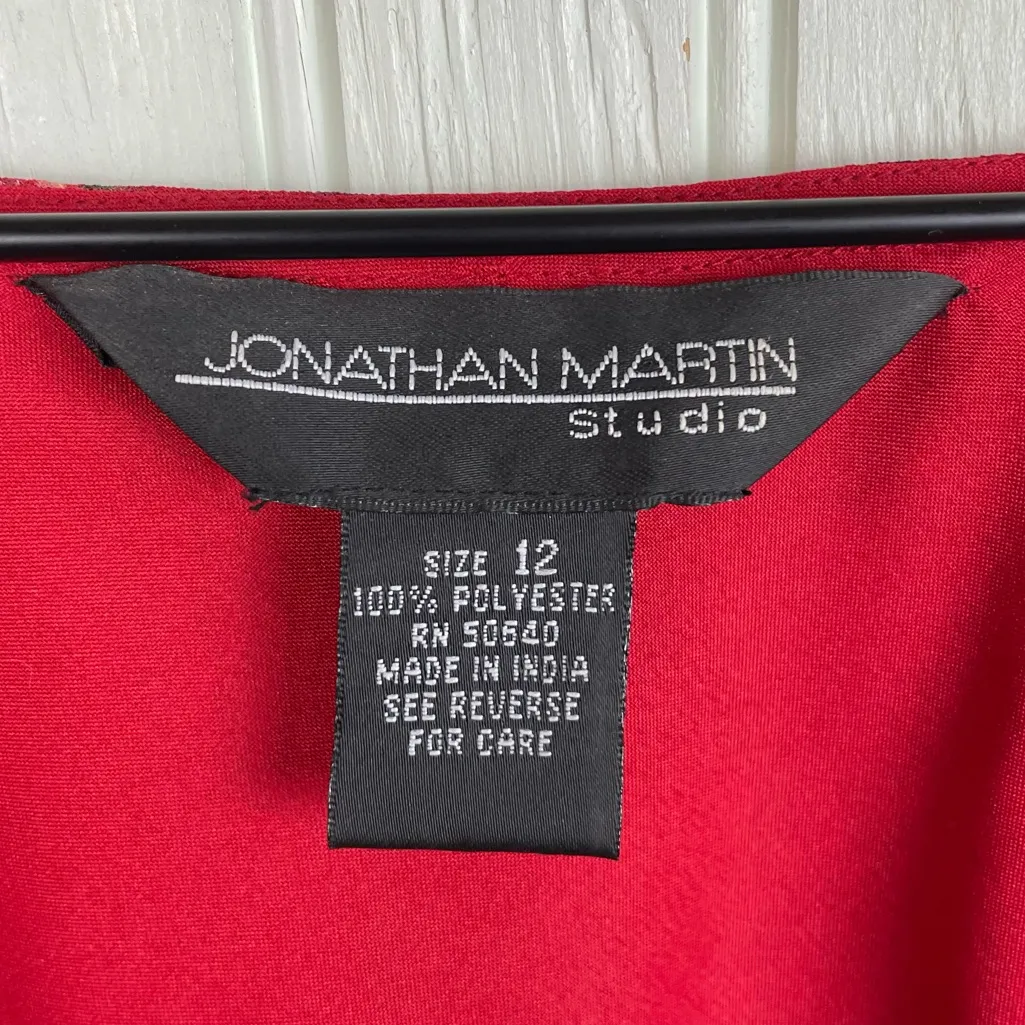 JONATHAN MARTIN
studio
SIZE 12
100% POLYESTER
RN 50640
MADE IN INDIA
SEE REVERSE
FOR CARE